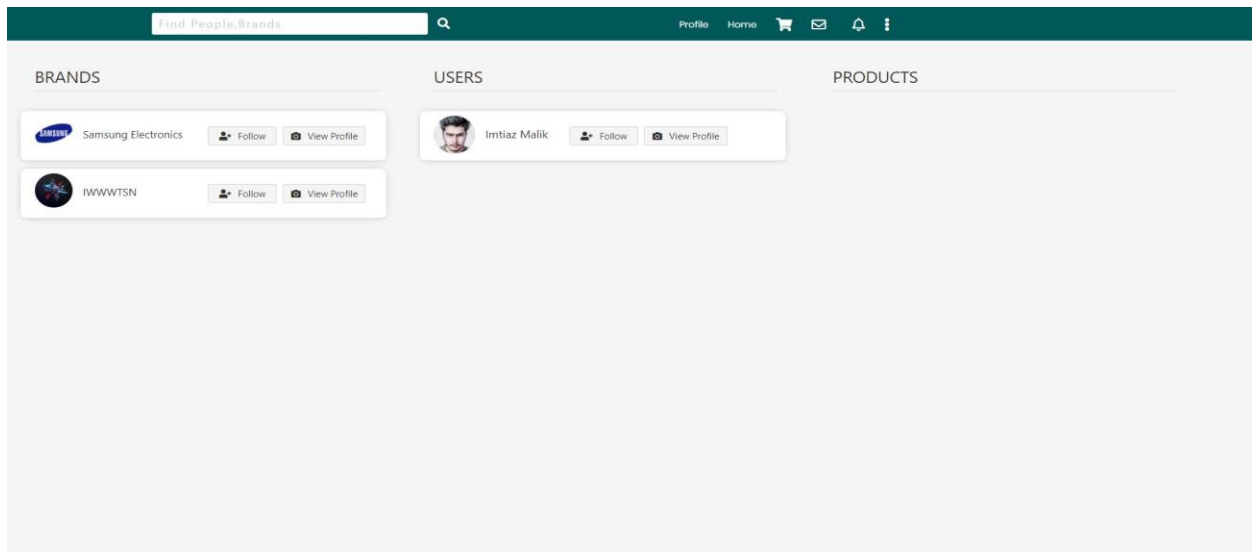 Find People,Brands
Profile Home
BRANDS
SAMSUNG Samsung Electronics Follow View Profile
IWWWTSN Follow View Profile
USERS
Imtiaz Malik Follow View Profile
PRODUCTS